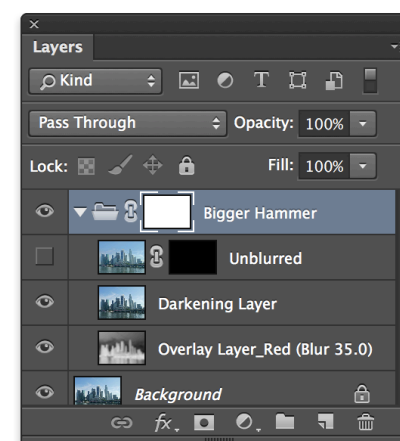 Layers
Kind
T
Pass Through Opacity: 100%
Lock: Fill: 100%
Bigger Hammer
Unblurred
Darkening Layer
Overlay Layer_Red (Blur 35.0)
Background
fx